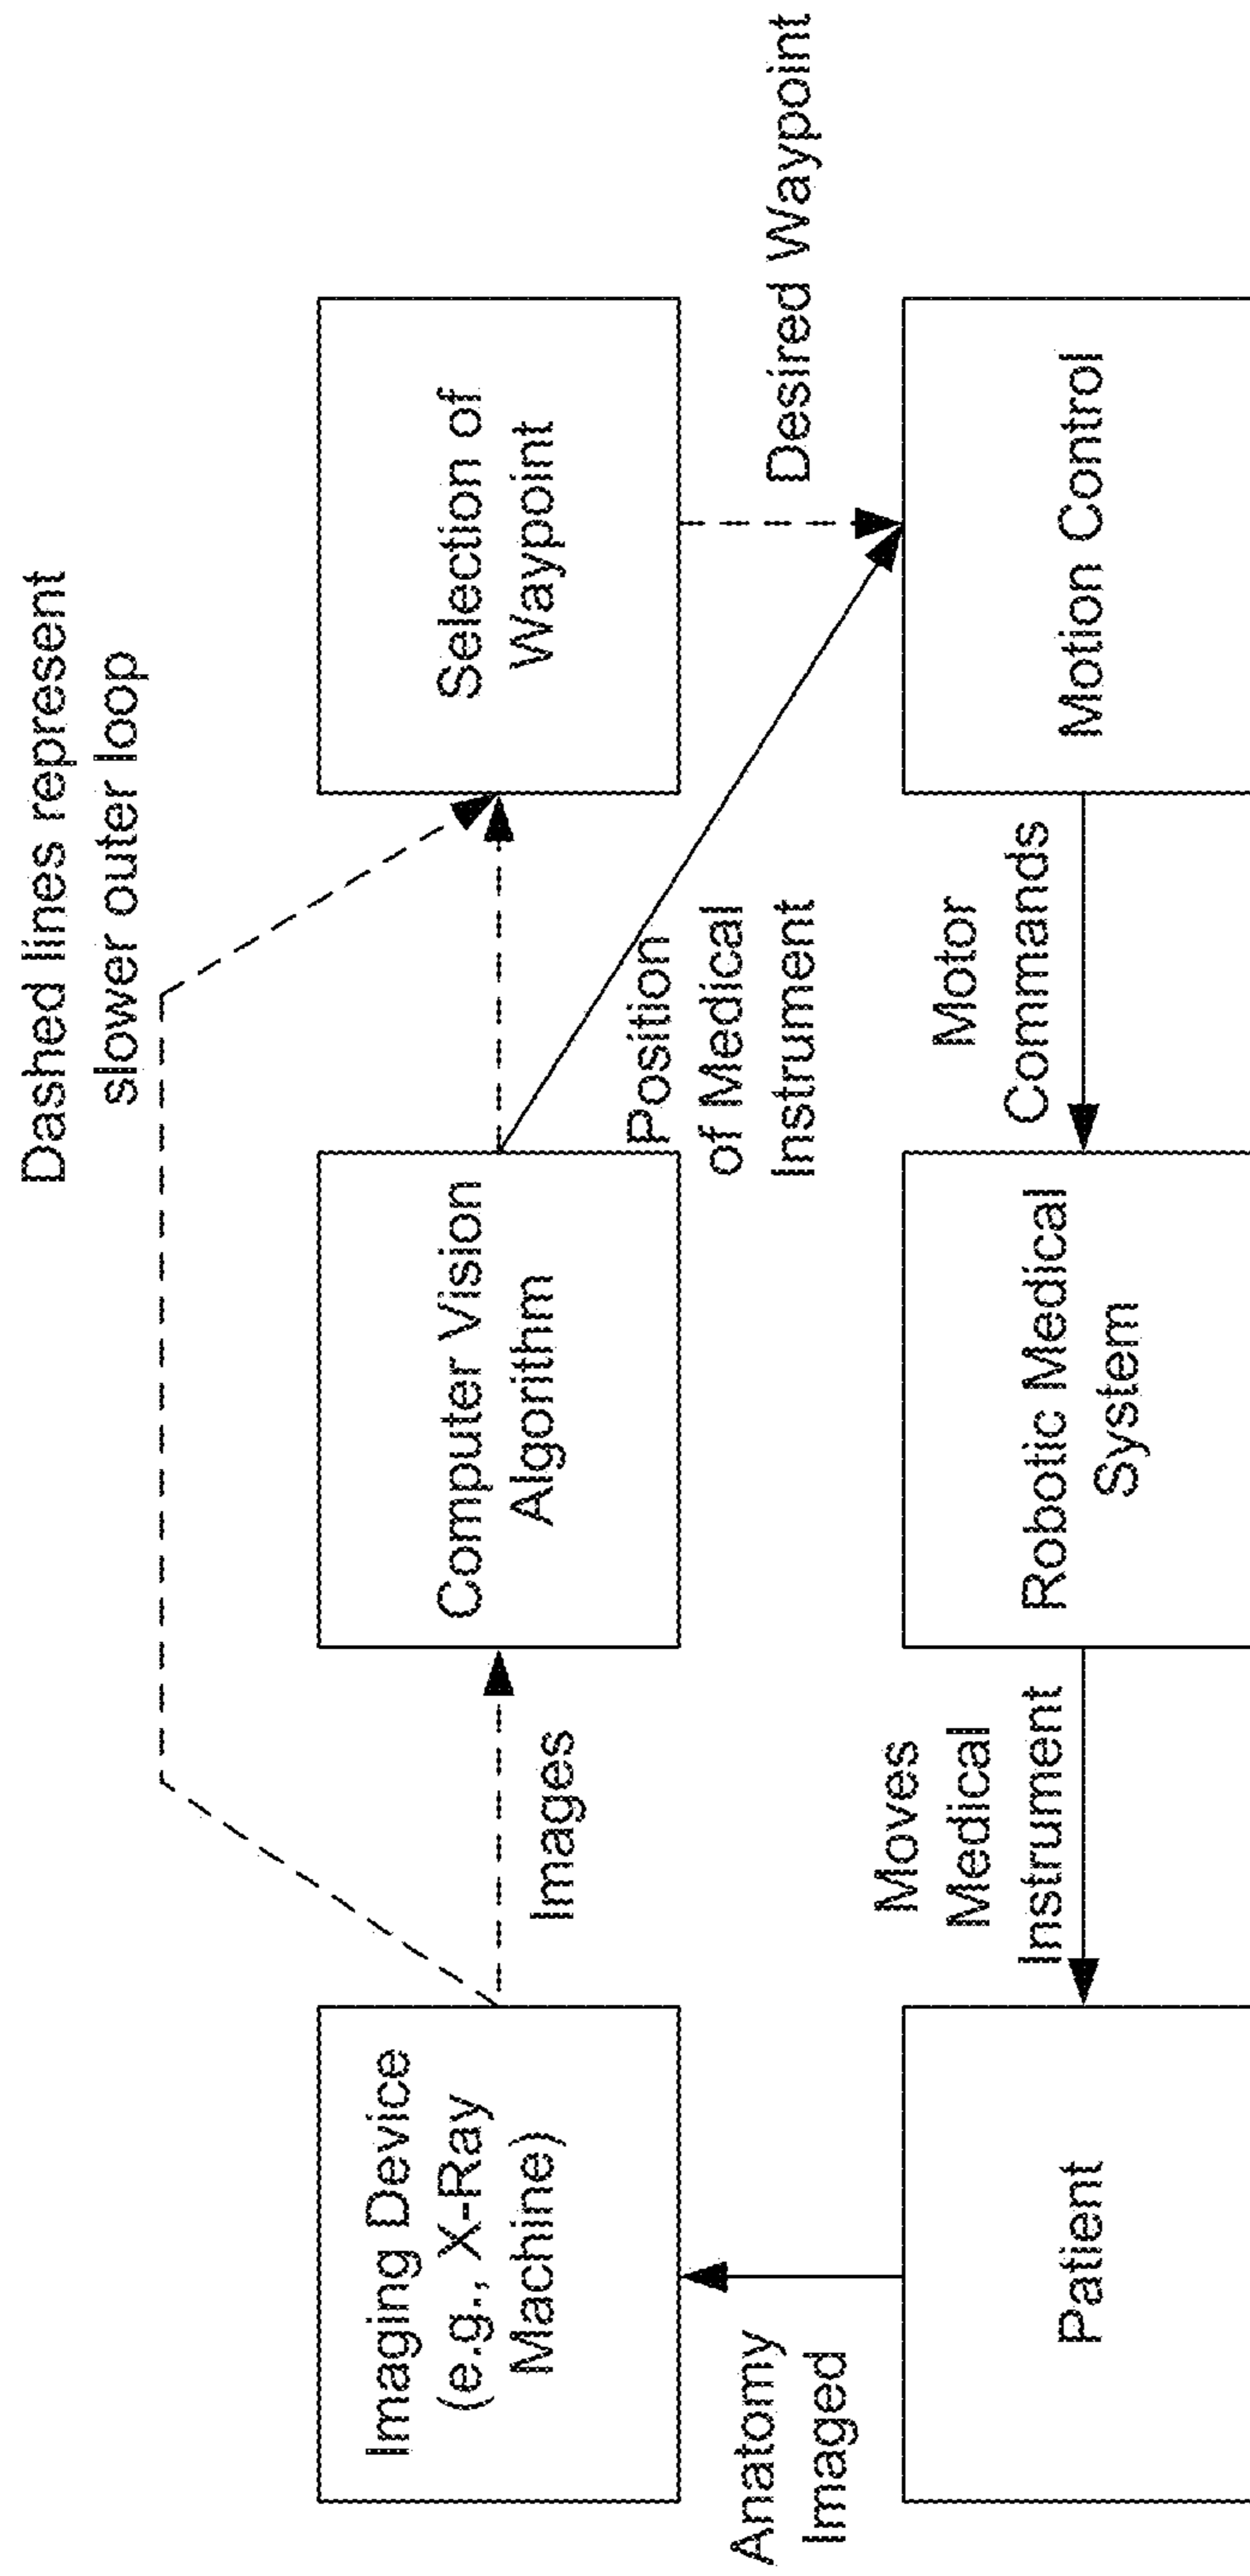 Dashed lines represent
slower outer loop
Imaging Device
(e.g., X-Ray
Machine)
Images
Computer Vision
Algorithm
Selection of
Waypoint
Anatomy
Imaged
Position
of Medical
Instrument
Desired Waypoint
Patient
Moves
Medical
Instrument
Robotic Medical
System
Motor
Commands
Motion Control